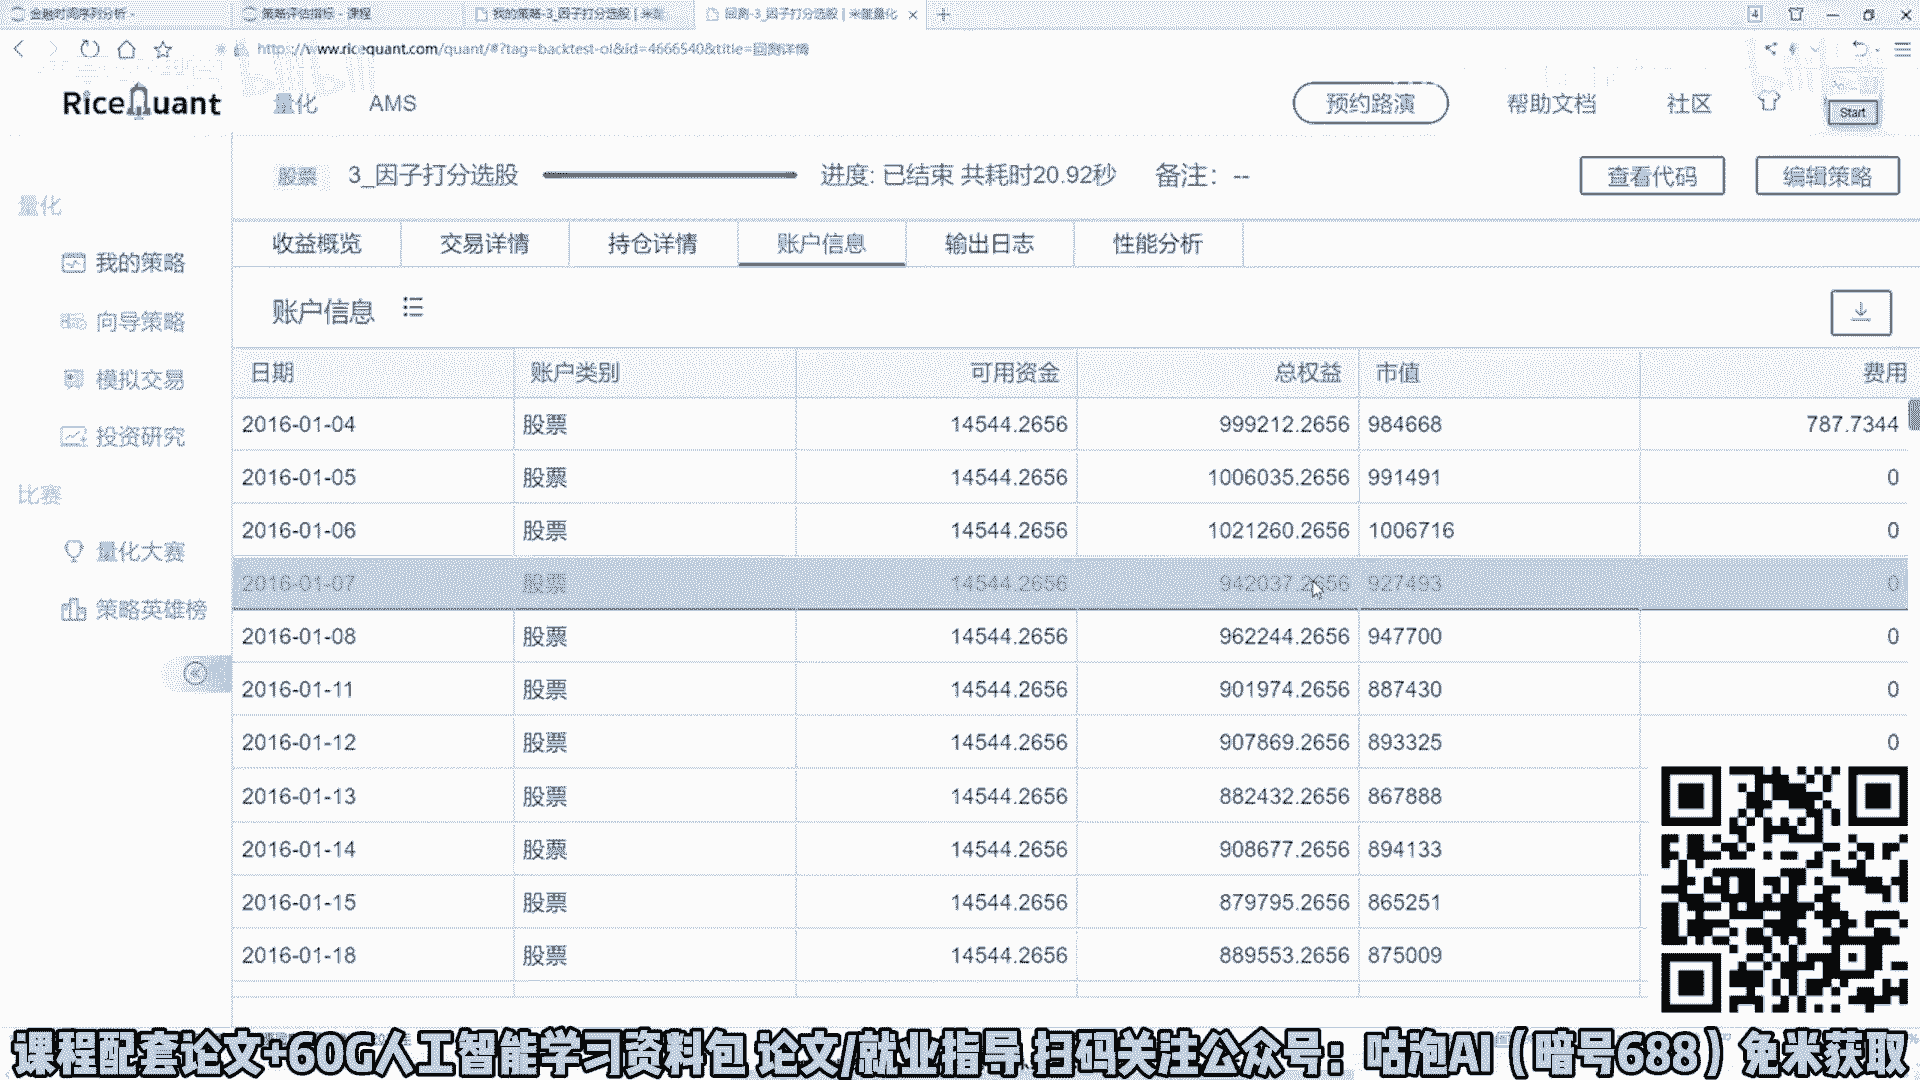 金融时间序列分析 -
策略评估指标 - 课程
我的策略-3_因子打分选股 | 米筐
回测-3_因子打分选股 | 米筐量化
https://www.ricequant.com/quant/#?tag=backtest-ol&id=4666540&title=回测详情
RiceQuant 量化 AMS 预约路演 帮助文档 社区 Start
股票 3_因子打分选股 进度: 已结束 共耗时20.92秒 备注: -- 查看代码 编辑策略
量化
我的策略
向导策略
模拟交易
投资研究
比赛
量化大赛
策略英雄榜
收益概览 交易详情 持仓详情 账户信息 输出日志 性能分析
账户信息
日期 账户类别 可用资金 总权益 市值 费用
2016-01-04 股票 14544.2656 999212.2656 984668 787.7344
2016-01-05 股票 14544.2656 1006035.2656 991491 0
2016-01-06 股票 14544.2656 1021260.2656 1006716 0
2016-01-07 股票 14544.2656 942037.2656 927493 0
2016-01-08 股票 14544.2656 962244.2656 947700 0
2016-01-11 股票 14544.2656 901974.2656 887430 0
2016-01-12 股票 14544.2656 907869.2656 893325 0
2016-01-13 股票 14544.2656 882432.2656 867888
2016-01-14 股票 14544.2656 908677.2656 894133
2016-01-15 股票 14544.2656 879795.2656 865251
2016-01-18 股票 14544.2656 889553.2656 875009
课程配套论文+60G人工智能学习资料包 论文/就业指导 扫码关注公众号：咕泡AI（暗号688）免米获取